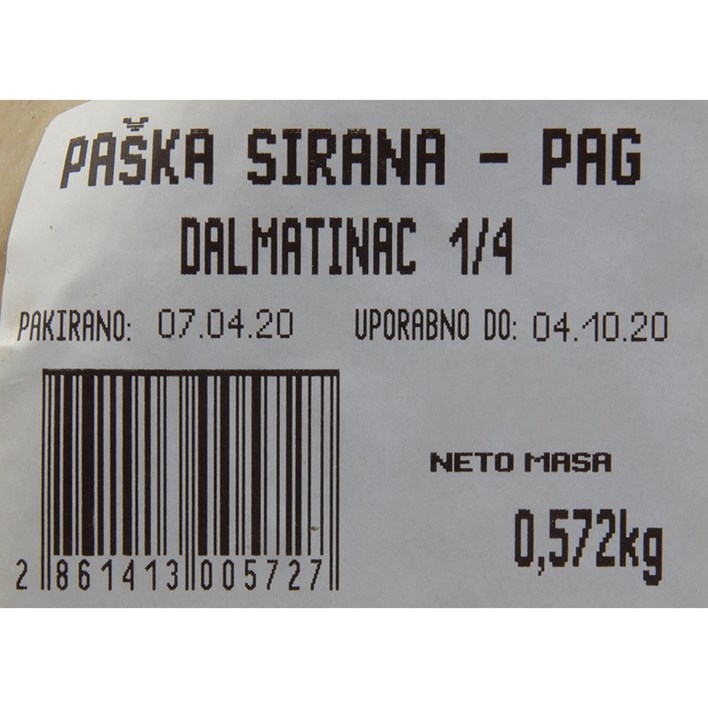 PAŠKA SIRANA - PAG
DALMATINAC 1/4
PAKIRANO: 07.04.20 UPORABNO DO: 04.10.20
NETO MASA
0,572kg
2 861413 005727